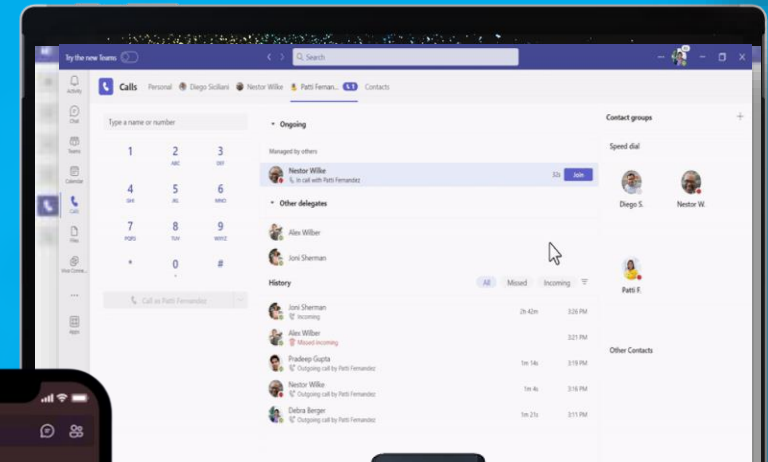 Try the new Teams
Search
Activity
Chat
Teams
Calendar
Calls
Files
Viva Conne...
Apps
Calls Personal Diego Siciliani Nestor Wilke Patti Fernan... 1 Contacts
Type a name or number
1 2 3
ABC DEF
4 5 6
GHI JKL MNO
7 8 9
PQRS TUV WXYZ
* 0 #
+
Call as Patti Fernandez
Ongoing
Managed by others
Nestor Wilke
In call with Patti Fernandez
32s Join
Other delegates
Alex Wilber
Joni Sherman
History All Missed Incoming
Joni Sherman
Incoming
2h 42m 3:26 PM
Alex Wilber
Missed incoming
3:21 PM
Pradeep Gupta
Outgoing call by Patti Fernandez
1m 14s 3:19 PM
Nestor Wilke
Outgoing call by Patti Fernandez
1m 4s 3:16 PM
Debra Berger
Outgoing call by Patti Fernandez
1m 21s 3:11 PM
Contact groups
Speed dial
Diego S. Nestor W.
Patti F.
Other Contacts